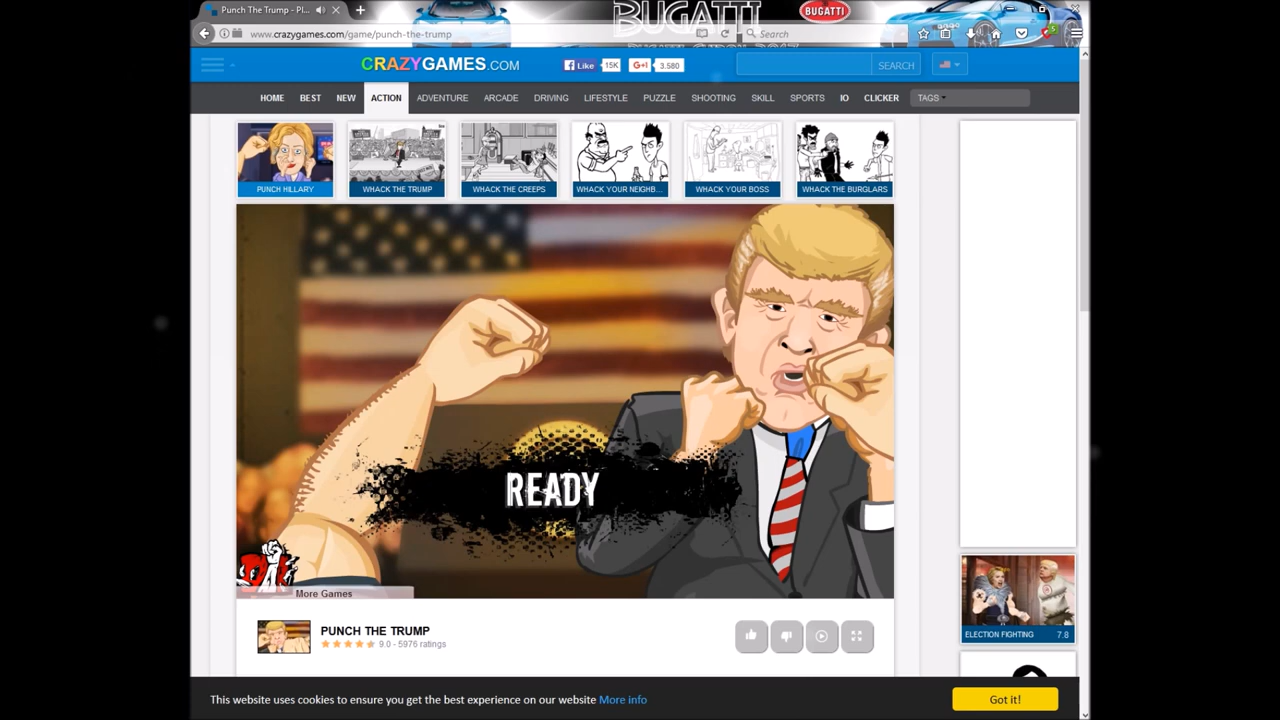 BUGATTI
BUGATTI
Punch The Trump - Pl...
www.crazygames.com/game/punch-the-trump
Search
5
CRAZYGAMES.COM
Like 15K
G+1 3.580
SEARCH
HOME BEST NEW ACTION ADVENTURE ARCADE DRIVING LIFESTYLE PUZZLE SHOOTING SKILL SPORTS IO CLICKER TAGS
PUNCH HILLARY
WHACK THE TRUMP
WHACK THE CREEPS
WHACK YOUR NEIGHB...
WHACK YOUR BOSS
WHACK THE BURGLARS
READY
More Games
PUNCH THE TRUMP
9.0 - 5976 ratings
ELECTION FIGHTING 7.8
This website uses cookies to ensure you get the best experience on our website More info
Got it!